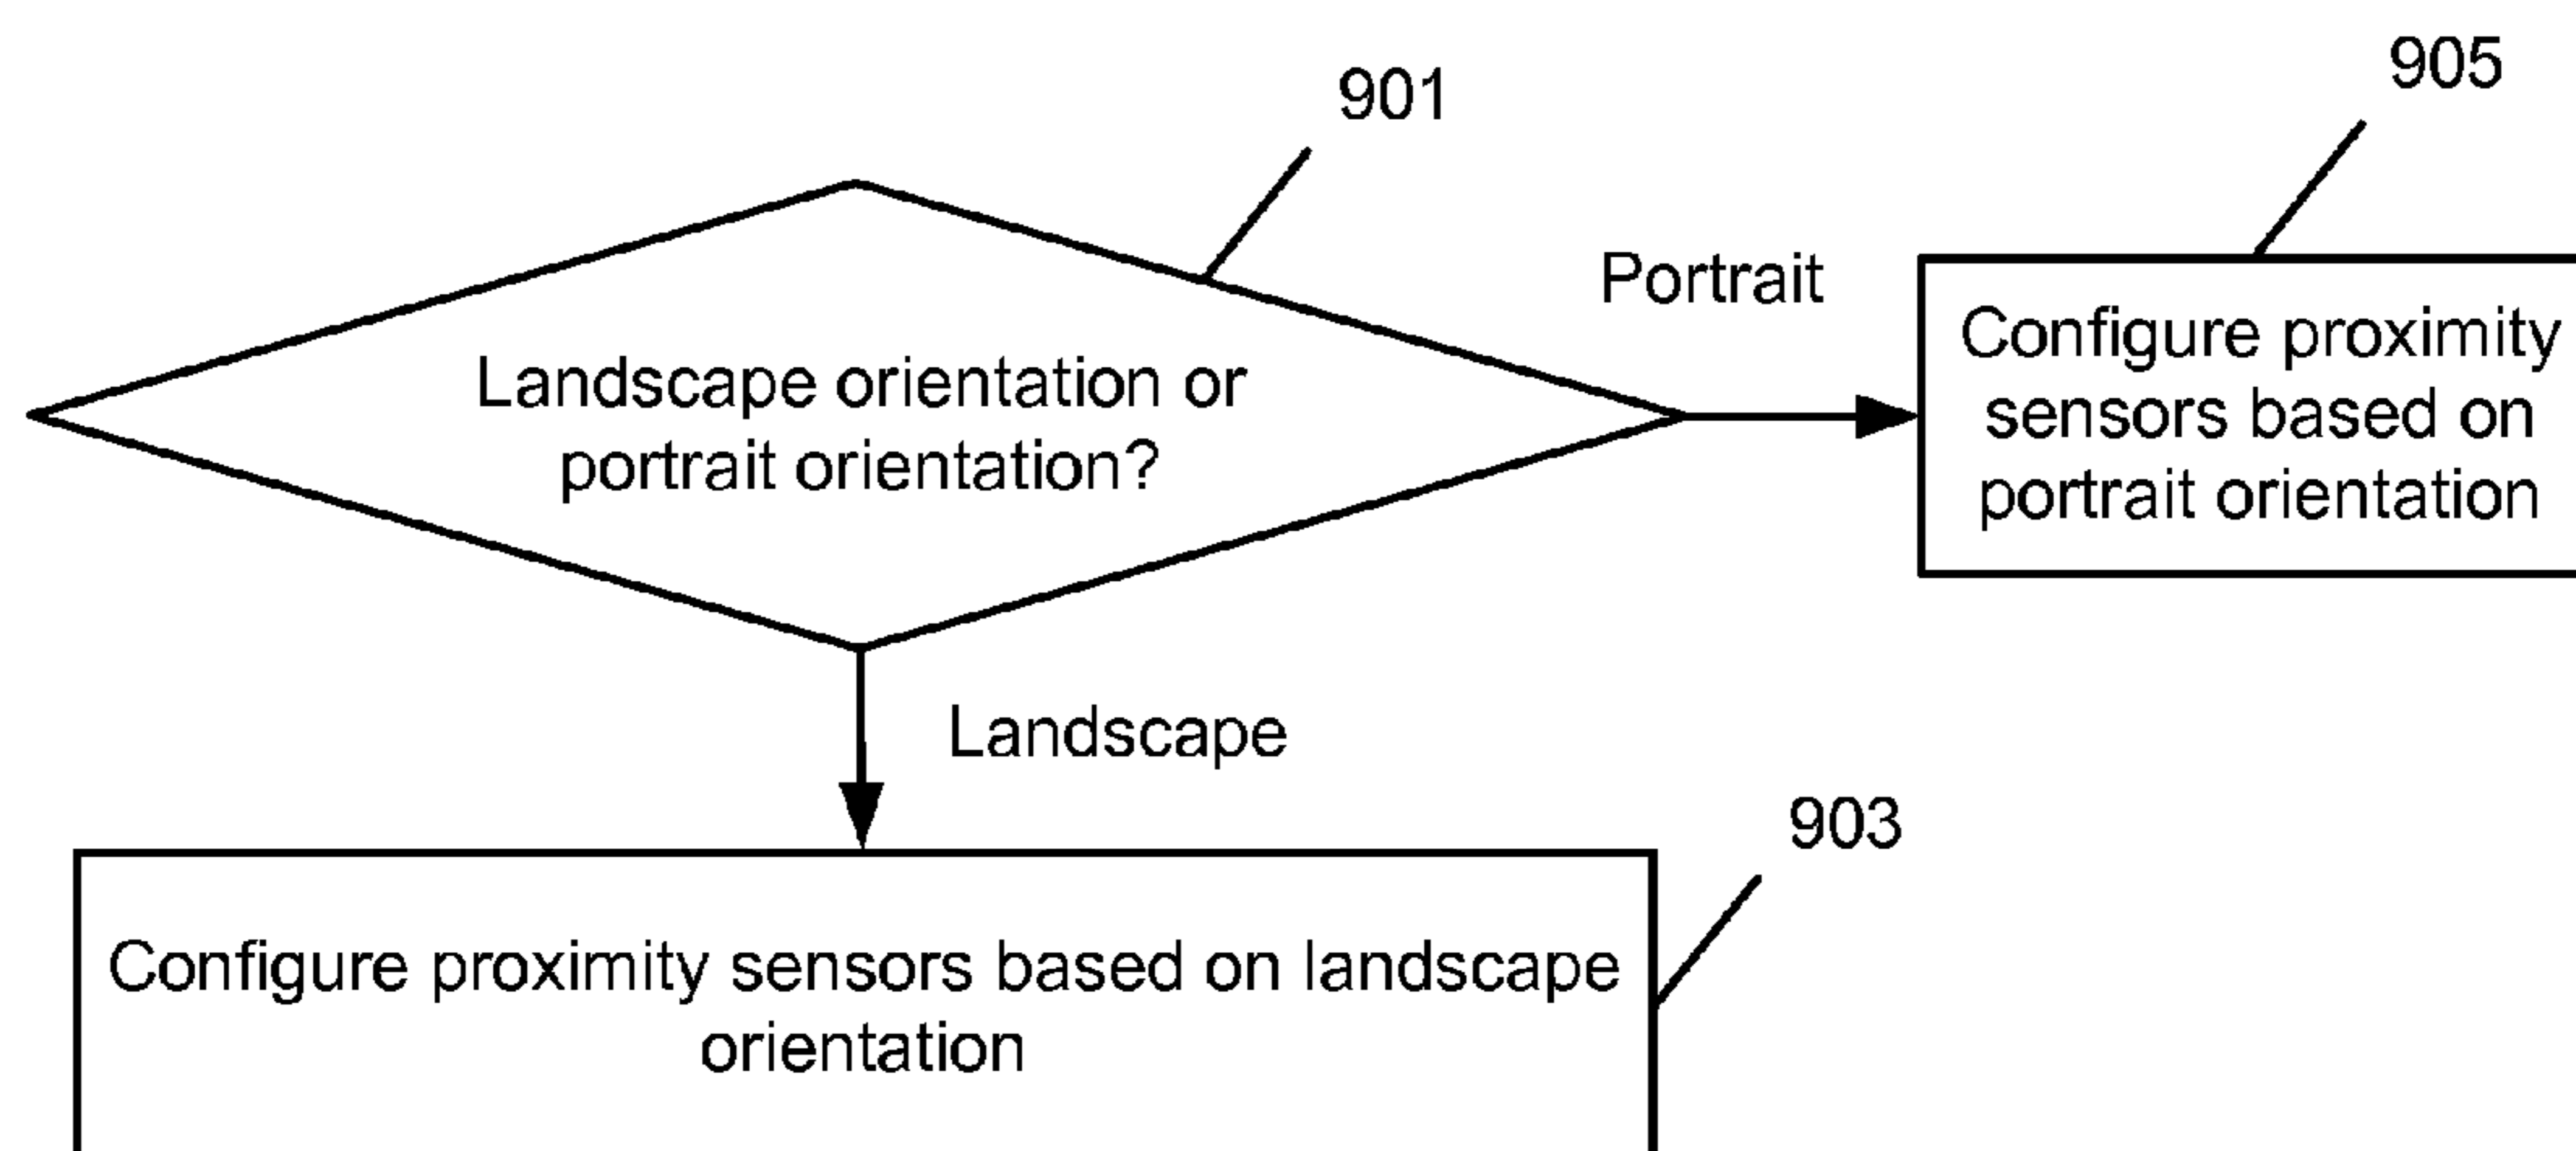 901
905
Portrait
Landscape orientation or
portrait orientation?
Configure proximity
sensors based on
portrait orientation
Landscape
903
Configure proximity sensors based on landscape
orientation